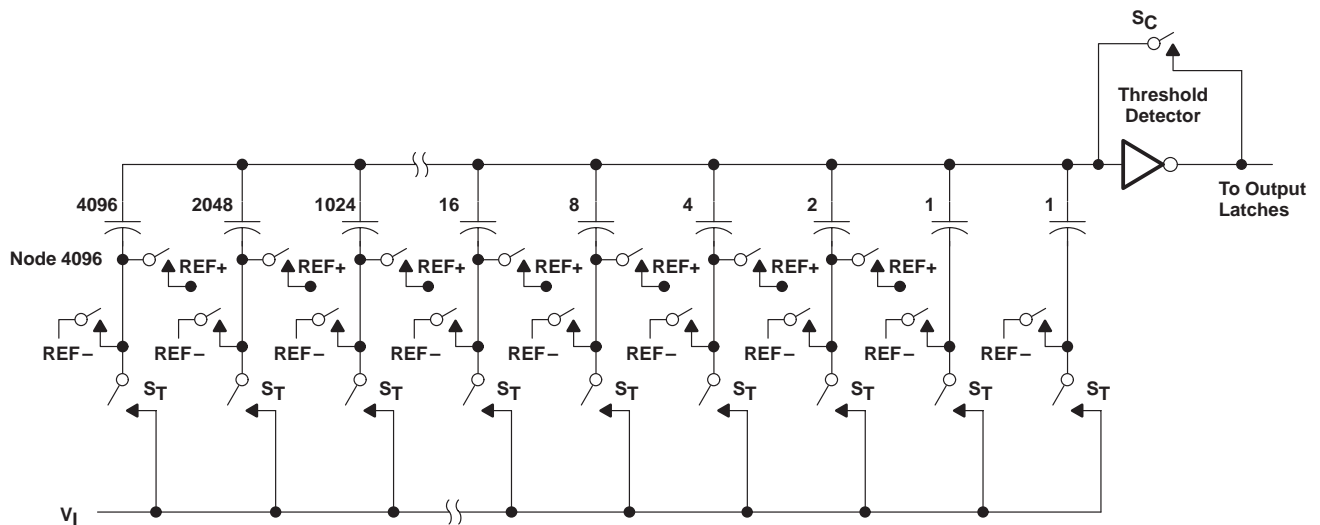 SC
Threshold
Detector
To Output
Latches
4096 2048 1024 16 8 4 2 1 1
Node 4096 REF+ REF+ REF+ REF+ REF+ REF+ REF+
REF− REF− REF− REF− REF− REF− REF− REF− REF−
ST ST ST ST ST ST ST ST ST
VI